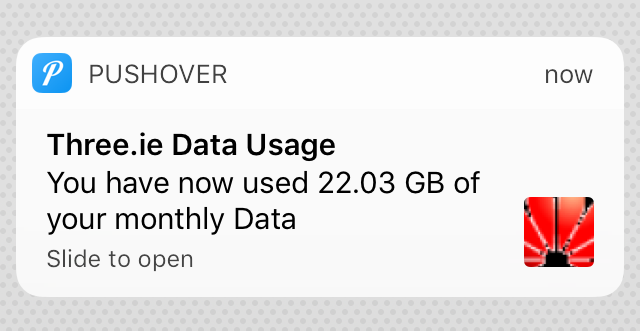 PUSHOVER now
Three.ie Data Usage
You have now used 22.03 GB of
your monthly Data
Slide to open